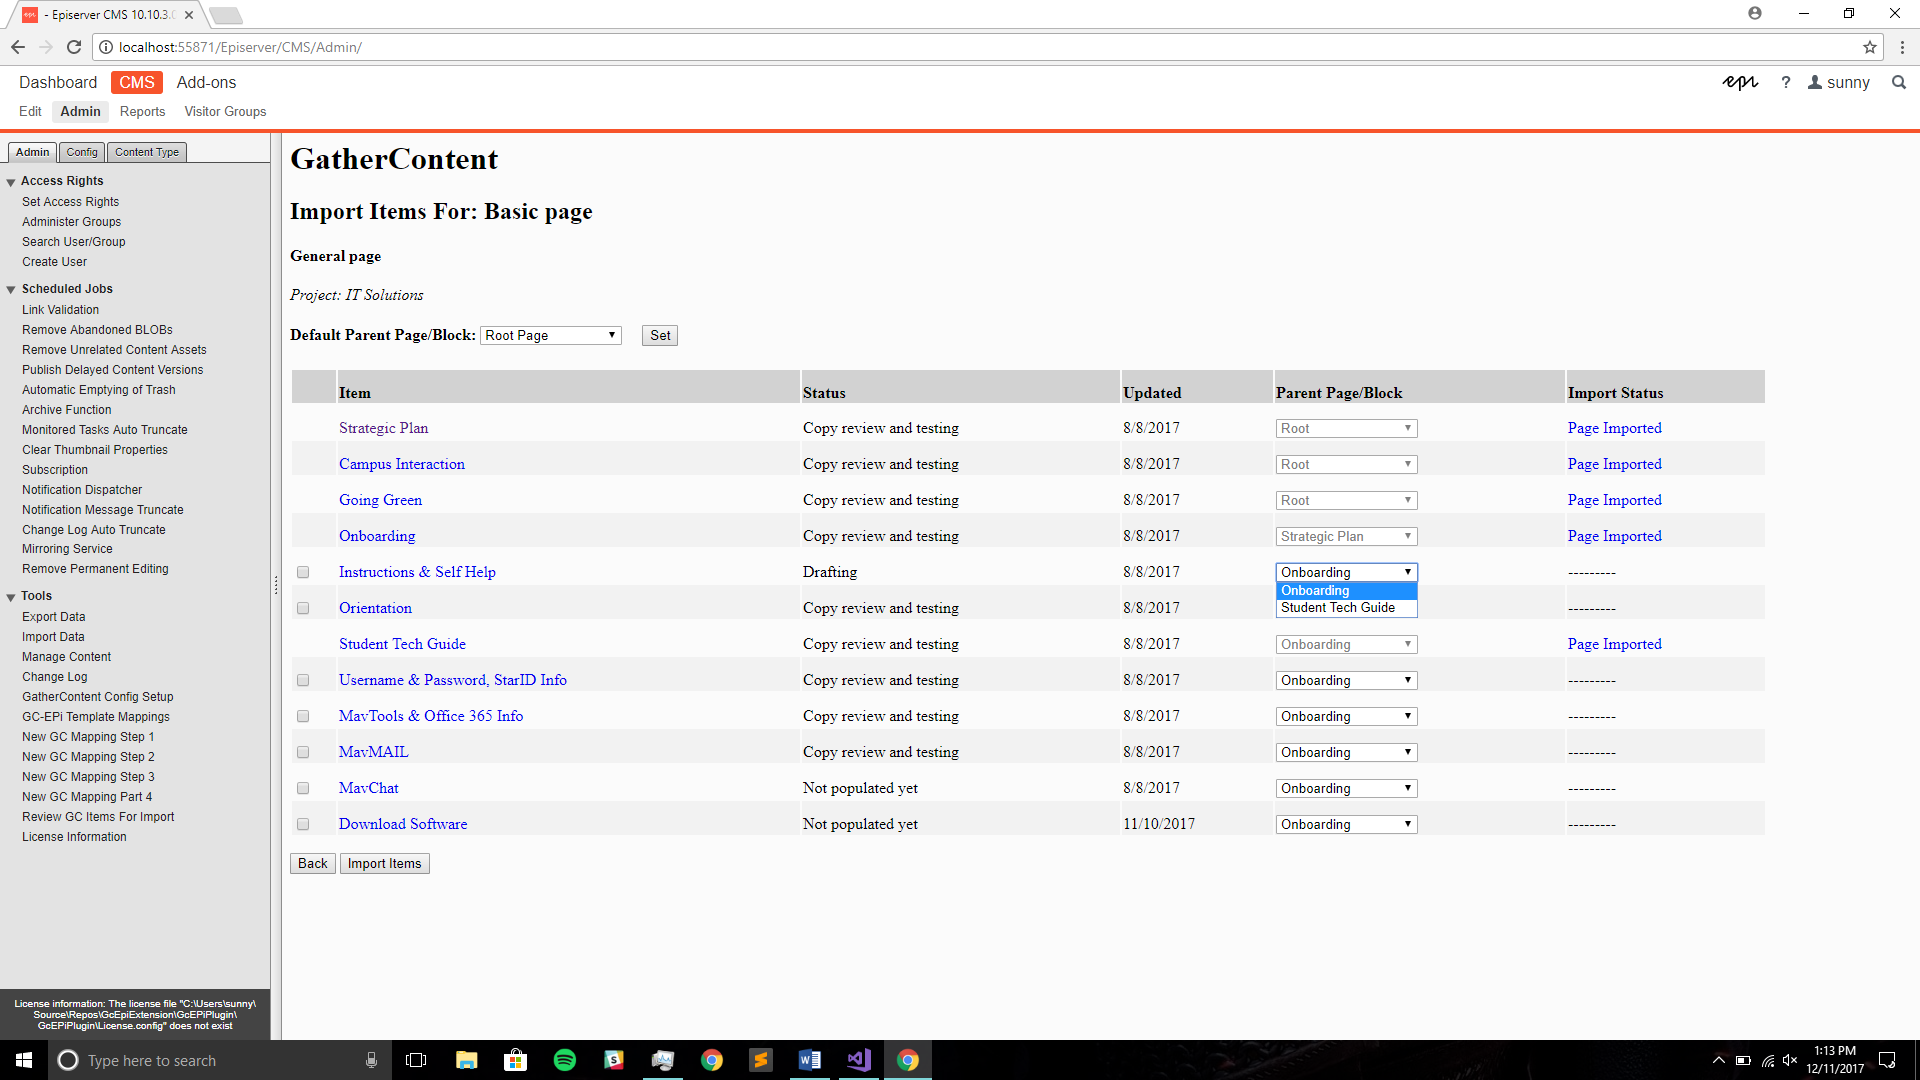 - Episerver CMS 10.10.3.0
localhost:55871/Episerver/CMS/Admin/
Dashboard CMS Add-ons
epi ? sunny
Edit Admin Reports Visitor Groups
Admin Config Content Type
Access Rights
Set Access Rights
Administer Groups
Search User/Group
Create User
Scheduled Jobs
Link Validation
Remove Abandoned BLOBs
Remove Unrelated Content Assets
Publish Delayed Content Versions
Automatic Emptying of Trash
Archive Function
Monitored Tasks Auto Truncate
Clear Thumbnail Properties
Subscription
Notification Dispatcher
Notification Message Truncate
Change Log Auto Truncate
Mirroring Service
Remove Permanent Editing
Tools
Export Data
Import Data
Manage Content
Change Log
GatherContent Config Setup
GC-EPi Template Mappings
New GC Mapping Step 1
New GC Mapping Step 2
New GC Mapping Step 3
New GC Mapping Part 4
Review GC Items For Import
License Information
License information: The license file "C:\Users\sunny\
Source\Repos\GcEpiExtension\GcEPiPlugin\
GcEPiPlugin\License.config" does not exist
GatherContent
Import Items For: Basic page
General page
Project: IT Solutions
Default Parent Page/Block: Root Page Set
Item Status Updated Parent Page/Block Import Status
Strategic Plan Copy review and testing 8/8/2017 Root Page Imported
Campus Interaction Copy review and testing 8/8/2017 Root Page Imported
Going Green Copy review and testing 8/8/2017 Root Page Imported
Onboarding Copy review and testing 8/8/2017 Strategic Plan Page Imported
Instructions & Self Help Drafting 8/8/2017 Onboarding ---------
Onboarding
Orientation Copy review and testing 8/8/2017 Student Tech Guide ---------
Student Tech Guide Copy review and testing 8/8/2017 Onboarding Page Imported
Username & Password, StarID Info Copy review and testing 8/8/2017 Onboarding ---------
MavTools & Office 365 Info Copy review and testing 8/8/2017 Onboarding ---------
MavMAIL Copy review and testing 8/8/2017 Onboarding ---------
MavChat Not populated yet 8/8/2017 Onboarding ---------
Download Software Not populated yet 11/10/2017 Onboarding ---------
Back Import Items
Type here to search
1:13 PM
12/11/2017